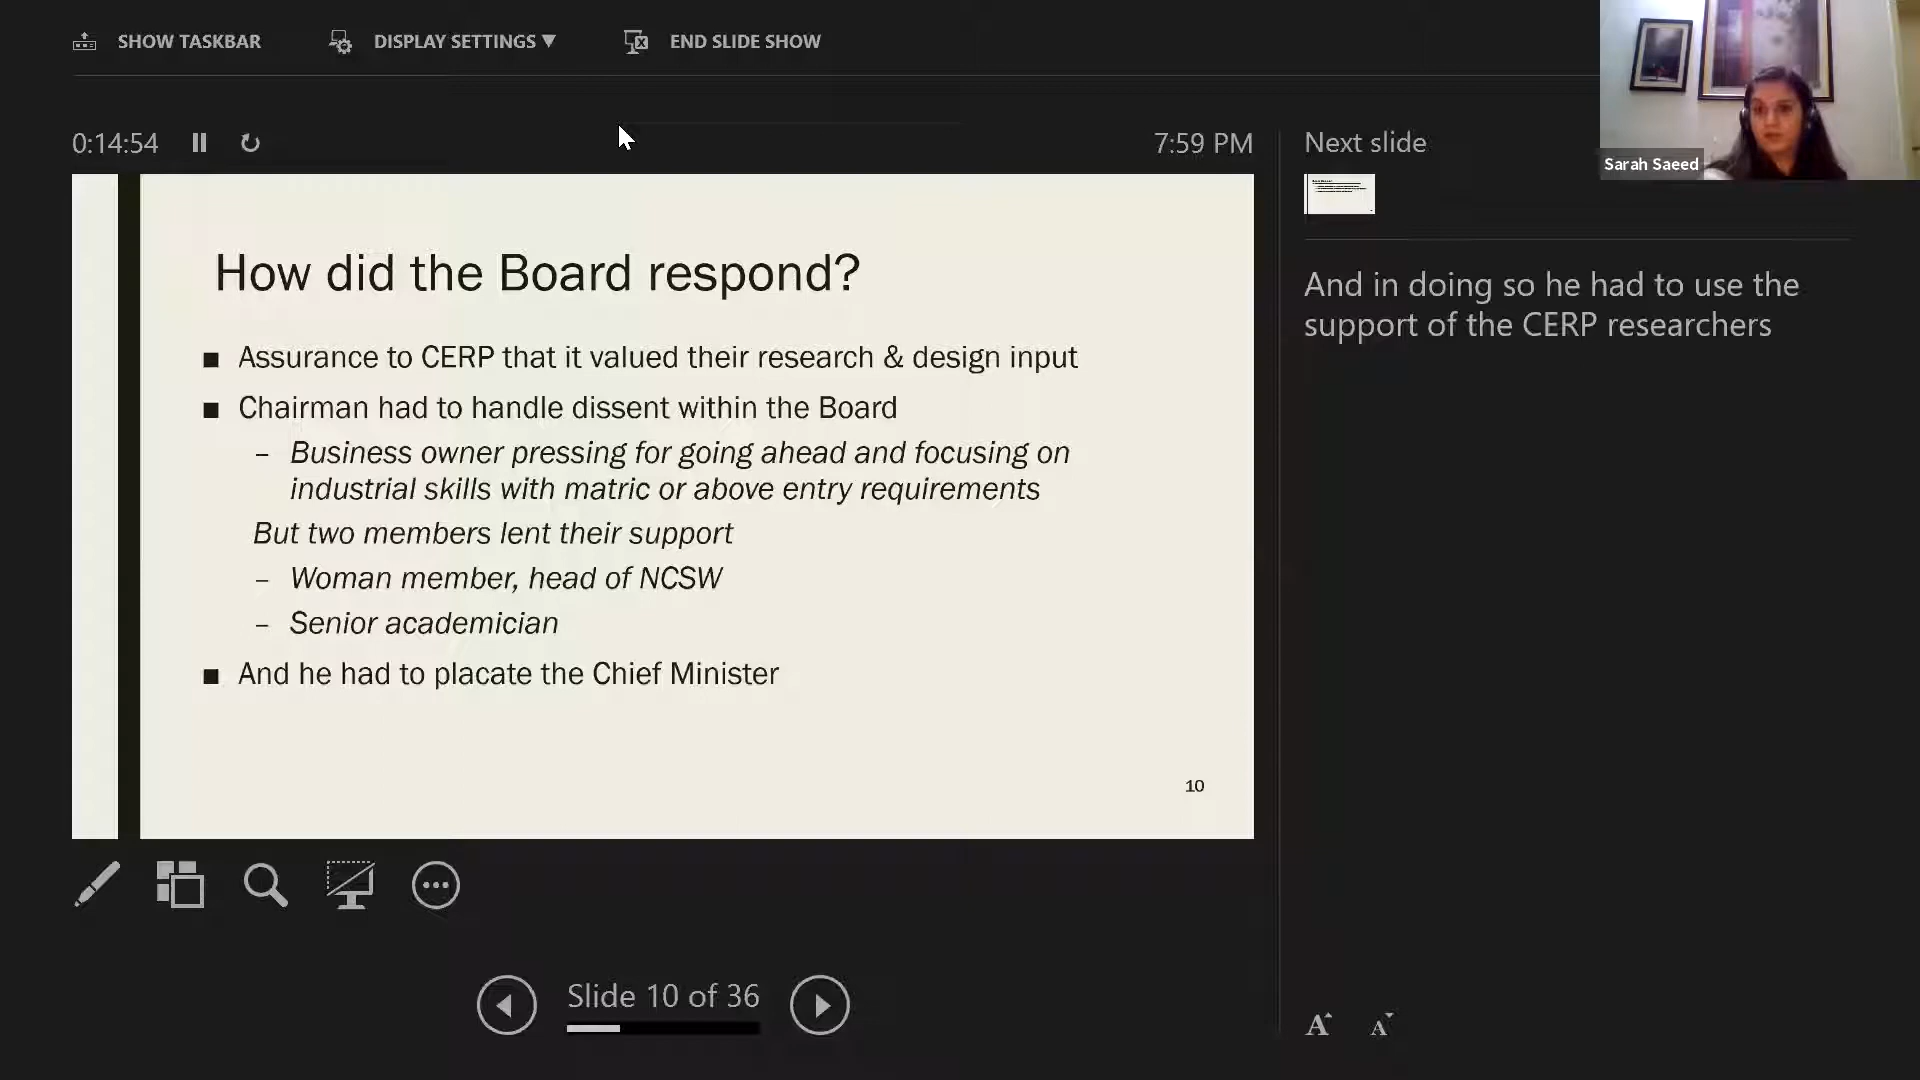 SHOW TASKBAR
DISPLAY SETTINGS ▼
END SLIDE SHOW
Sarah Saeed
0:14:54
7:59 PM
Next slide
How did the Board respond?
■ Assurance to CERP that it valued their research & design input
■ Chairman had to handle dissent within the Board
– Business owner pressing for going ahead and focusing on
industrial skills with matric or above entry requirements
But two members lent their support
– Woman member, head of NCSW
– Senior academician
■ And he had to placate the Chief Minister
10
And in doing so he had to use the
support of the CERP researchers
Slide 10 of 36
A A